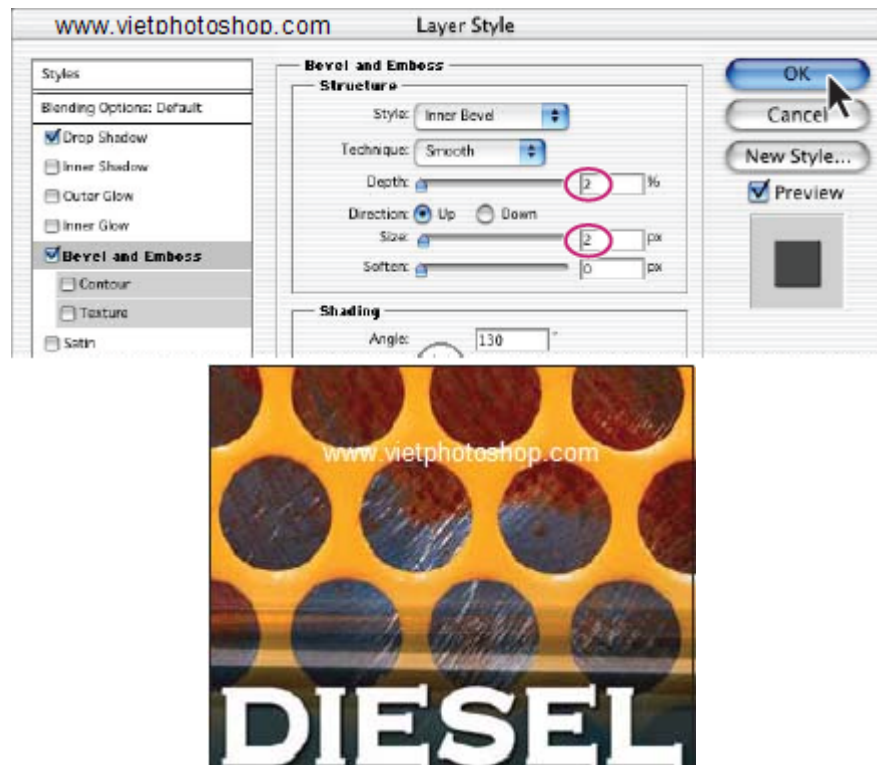 www.vietphotoshop.com
Layer Style
Styles
Blending Options: Default
Drop Shadow
Inner Shadow
Outer Glow
Inner Glow
Bevel and Emboss
Contour
Texture
Satin
Bevel and Emboss
Structure
Style: Inner Bevel
Technique: Smooth
Depth: 2 %
Direction: Up Down
Size: 2 px
Soften: 0 px
Shading
Angle: 130 °
OK
Cancel
New Style...
Preview
www.vietphotoshop.com
DIESEL